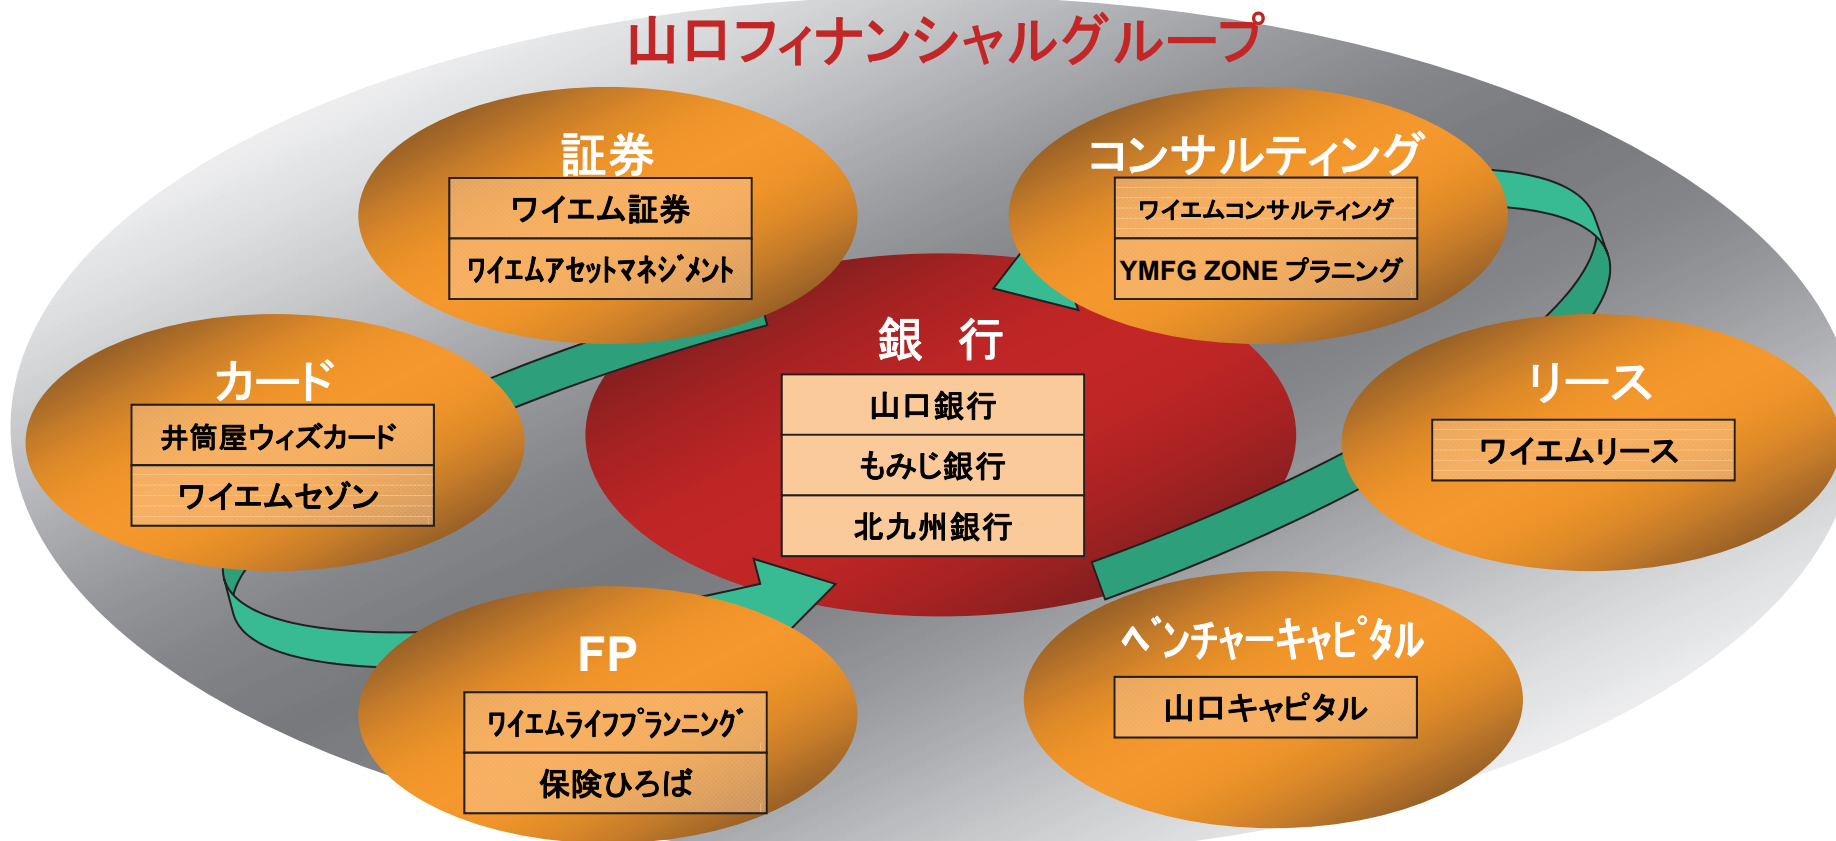 山口フィナンシャルグループ
証券
ワイエム証券
ワイエムアセットマネジメント
コンサルティング
ワイエムコンサルティング
YMFG ZONE プラニング
カード
井筒屋ウィズカード
ワイエムセゾン
銀　行
山口銀行
もみじ銀行
北九州銀行
リース
ワイエムリース
FP
ワイエムライフプランニング
保険ひろば
ベンチャーキャピタル
山口キャピタル